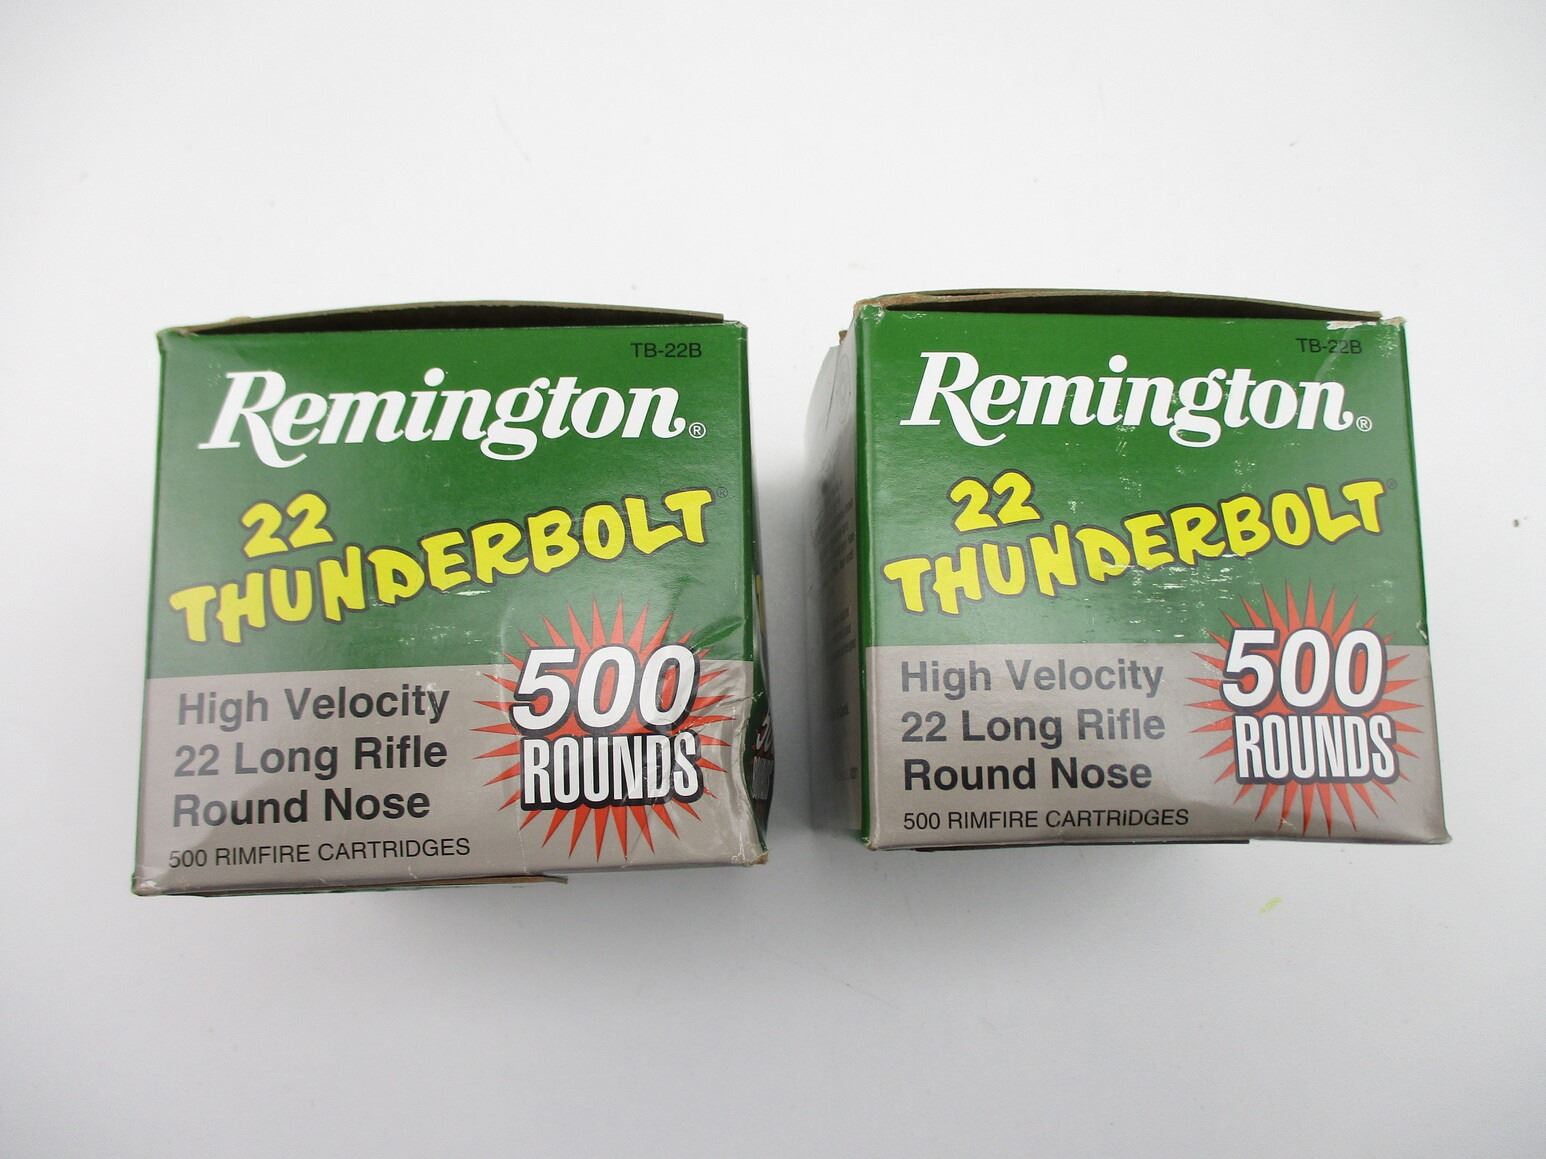 TB-22B
Remington®
22
THUNDERBOLT®
High Velocity
22 Long Rifle
Round Nose
500 RIMFIRE CARTRIDGES
500
ROUNDS
TB-22B
Remington®
22
THUNDERBOLT®
High Velocity
22 Long Rifle
Round Nose
500 RIMFIRE CARTRIDGES
500
ROUNDS